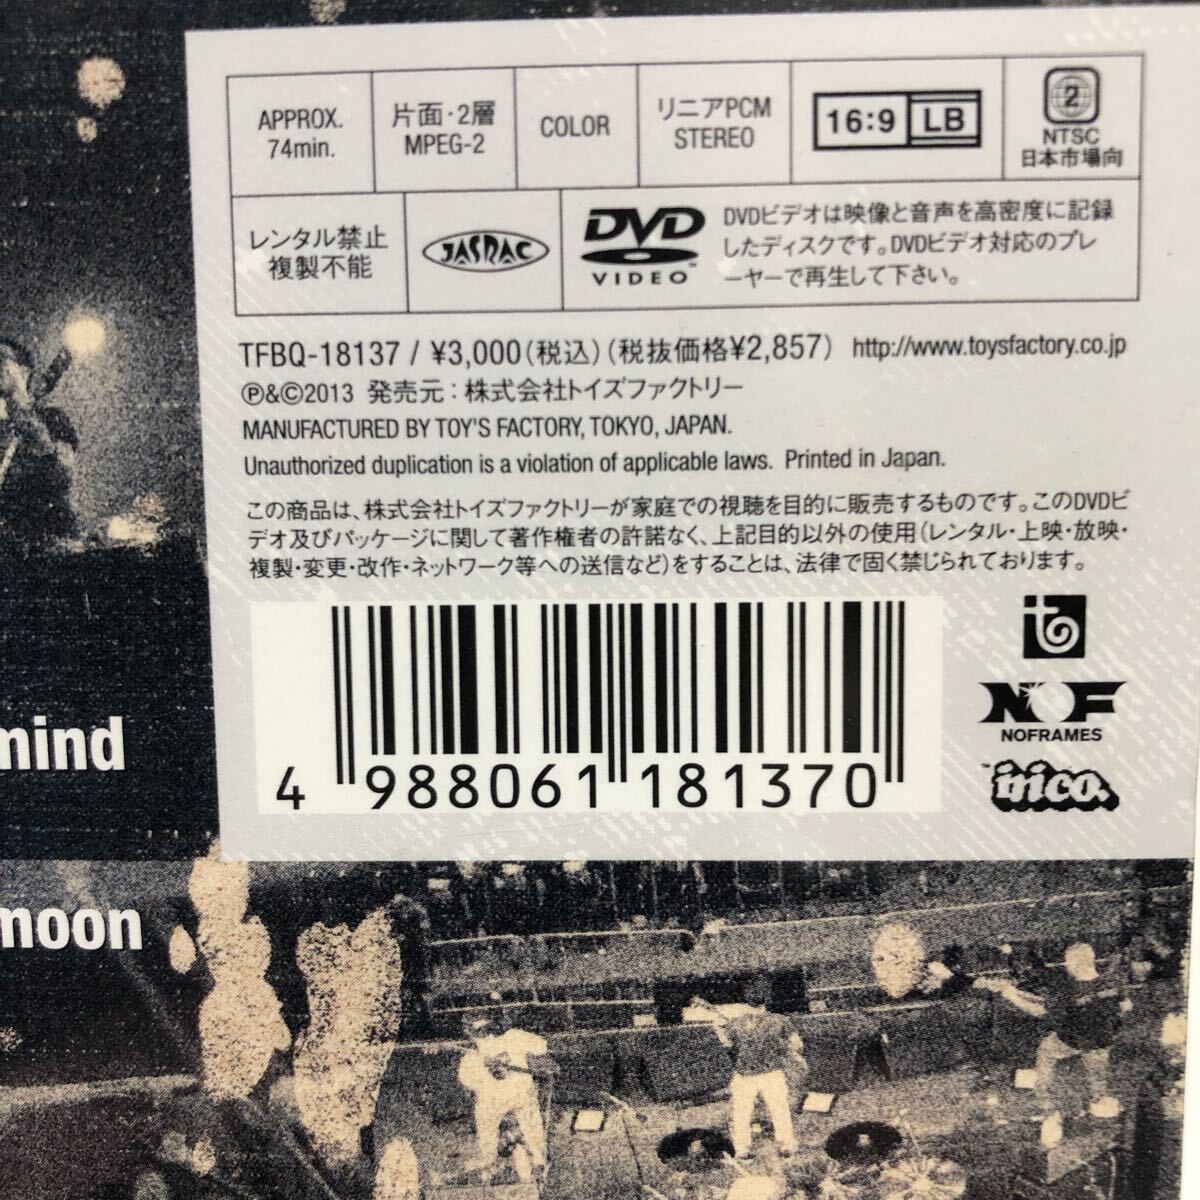 APPROX.
74min.
片面・2層
MPEG-2
COLOR
リニアPCM
STEREO
16:9 LB
2
NTSC
日本市場向
レンタル禁止
複製不能
JASRAC
DVD
VIDEO
DVDビデオは映像と音声を高密度に記録
したディスクです。DVDビデオ対応のプレ
ーヤーで再生して下さい。
TFBQ-18137 / ¥3,000(税込)(税抜価格¥2,857) http://www.toysfactory.co.jp
Ⓟ&©2013 発売元:株式会社トイズファクトリー
MANUFACTURED BY TOY'S FACTORY, TOKYO, JAPAN.
Unauthorized duplication is a violation of applicable laws. Printed in Japan.
この商品は、株式会社トイズファクトリーが家庭での視聴を目的に販売するものです。このDVDビ
デオ及びパッケージに関して著作権者の許諾なく、上記目的以外の使用(レンタル・上映・放映・
複製・変更・改作・ネットワーク等への送信など)をすることは、法律で固く禁じられております。
4 988061 181370
NOF
NOFRAMES
irico.
mind
moon